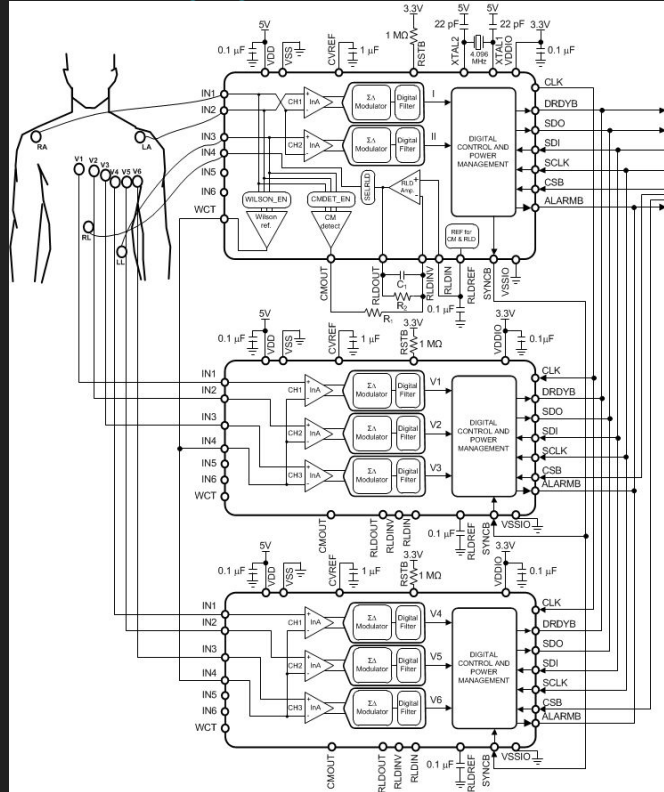 5V
0.1 µF
VDD
VSS
CVREF
1 µF
3.3V
1 MΩ
RSTB
5V
22 pF
5V
22 pF
XTAL2
4.096
MHz
XTAL1
VDDIO
3.3V
0.1 µF
RA
LA
V1
V2
V3
V4
V5
V6
RL
LL
IN1
IN2
IN3
IN4
IN5
IN6
WCT
CH1
InA
ΣΔ
Modulator
Digital
Filter
I
CH2
InA
ΣΔ
Modulator
Digital
Filter
II
DIGITAL
CONTROL AND
POWER
MANAGEMENT
WILSON_EN
Wilson
ref.
CMDET_EN
CM
detect
SELRLD
RLD
Amp.
REF for
CM & RLD
CLK
DRDYB
SDO
SDI
SCLK
CSB
ALARMB
CMOUT
RLDOUT
RLDINV
RLDIN
RLDREF
SYNCB
VSSIO
C1
R2
R1
0.1 µF
5V
0.1 µF
VDD
VSS
CVREF
1 µF
3.3V
RSTB
1 MΩ
3.3V
VDDIO
0.1µF
IN1
IN2
IN3
IN4
IN5
IN6
WCT
CH1
InA
ΣΔ
Modulator
Digital
Filter
V1
CH2
InA
ΣΔ
Modulator
Digital
Filter
V2
CH3
InA
ΣΔ
Modulator
Digital
Filter
V3
DIGITAL
CONTROL AND
POWER
MANAGEMENT
CLK
DRDYB
SDO
SDI
SCLK
CSB
ALARMB
CMOUT
RLDOUT
RLDINV
RLDIN
0.1 µF
RLDREF
SYNCB
VSSIO
5V
0.1 µF
VDD
VSS
CVREF
1 µF
3.3V
RSTB
1 MΩ
3.3V
VDDIO
0.1 µF
IN1
IN2
IN3
IN4
IN5
IN6
WCT
CH1
InA
ΣΔ
Modulator
Digital
Filter
V4
CH2
InA
ΣΔ
Modulator
Digital
Filter
V5
CH3
InA
ΣΔ
Modulator
Digital
Filter
V6
DIGITAL
CONTROL AND
POWER
MANAGEMENT
CLK
DRDYB
SDO
SDI
SCLK
CSB
ALARMB
CMOUT
RLDOUT
RLDINV
RLDIN
0.1 µF
RLDREF
SYNCB
VSSIO